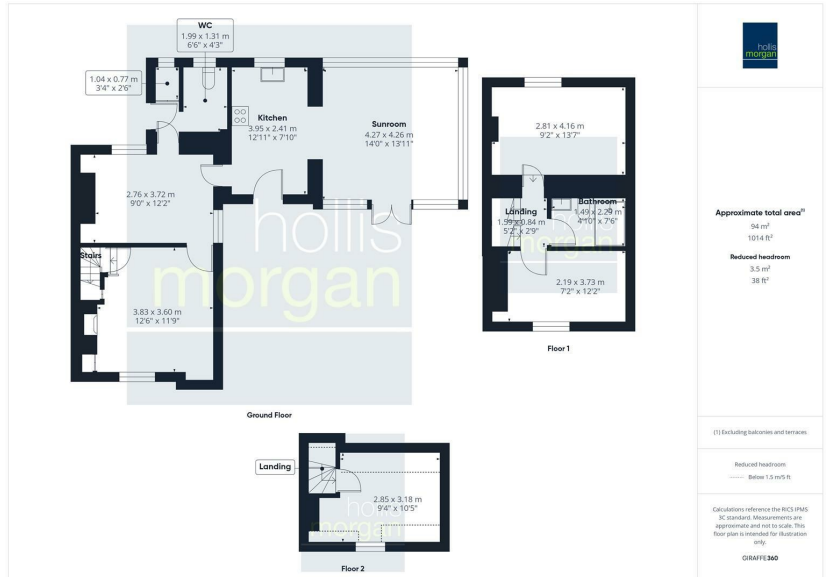 WC
1.99 x 1.31 m
6'6" x 4'3"
1.04 x 0.77 m
3'4" x 2'6"
Kitchen
3.95 x 2.41 m
12'11" x 7'10"
Sunroom
4.27 x 4.26 m
14'0" x 13'11"
2.76 x 3.72 m
9'0" x 12'2"
Stairs
3.83 x 3.60 m
12'6" x 11'9"
hollis
morgan
Ground Floor
2.81 x 4.16 m
9'2" x 13'7"
Landing
1.59 x 0.84 m
5'2" x 2'9"
Bathroom
1.49 x 2.29 m
4'10" x 7'6"
2.19 x 3.73 m
7'2" x 12'2"
Floor 1
Landing
2.85 x 3.18 m
9'4" x 10'5"
hollis
morgan
Floor 2
hollis
morgan
Approximate total area(1)
94 m²
1014 ft²
Reduced headroom
3.5 m²
38 ft²
(1) Excluding balconies and terraces
Reduced headroom
Below 1.5 m/5 ft
Calculations reference the RICS IPMS
3C standard. Measurements are
approximate and not to scale. This
floor plan is intended for illustration
only.
GIRAFFE360